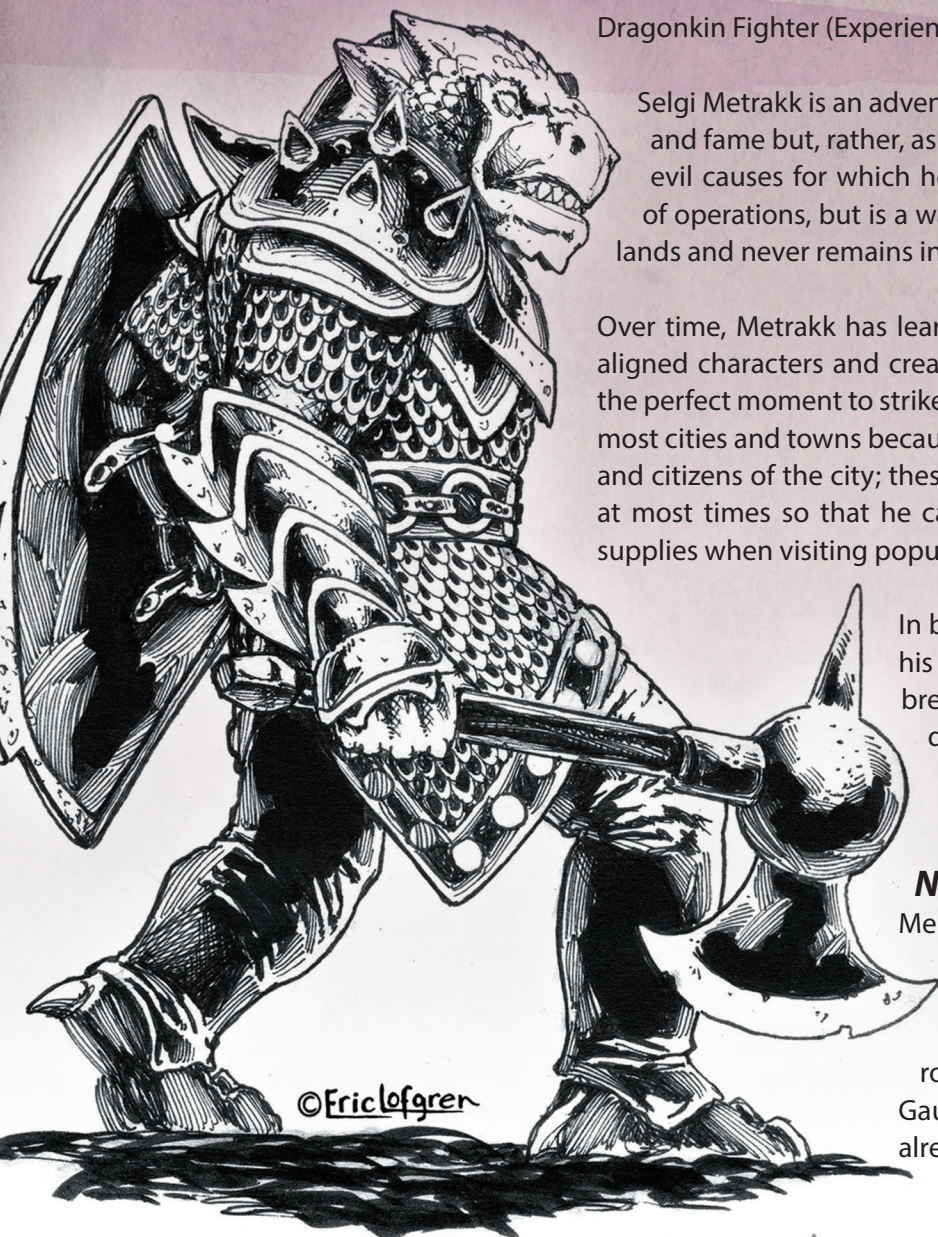 Dragonkin Fighter (Experien
Selgi Metrakk is an adven
and fame but, rather, as
evil causes for which h
of operations, but is a w
lands and never remains in
Over time, Metrakk has lear
aligned characters and crea
the perfect moment to strike
most cities and towns becau
and citizens of the city; thes
at most times so that he ca
supplies when visiting popu
In b
his
bre
N
Me
ro
Gau
alre
©Eric Lofgren